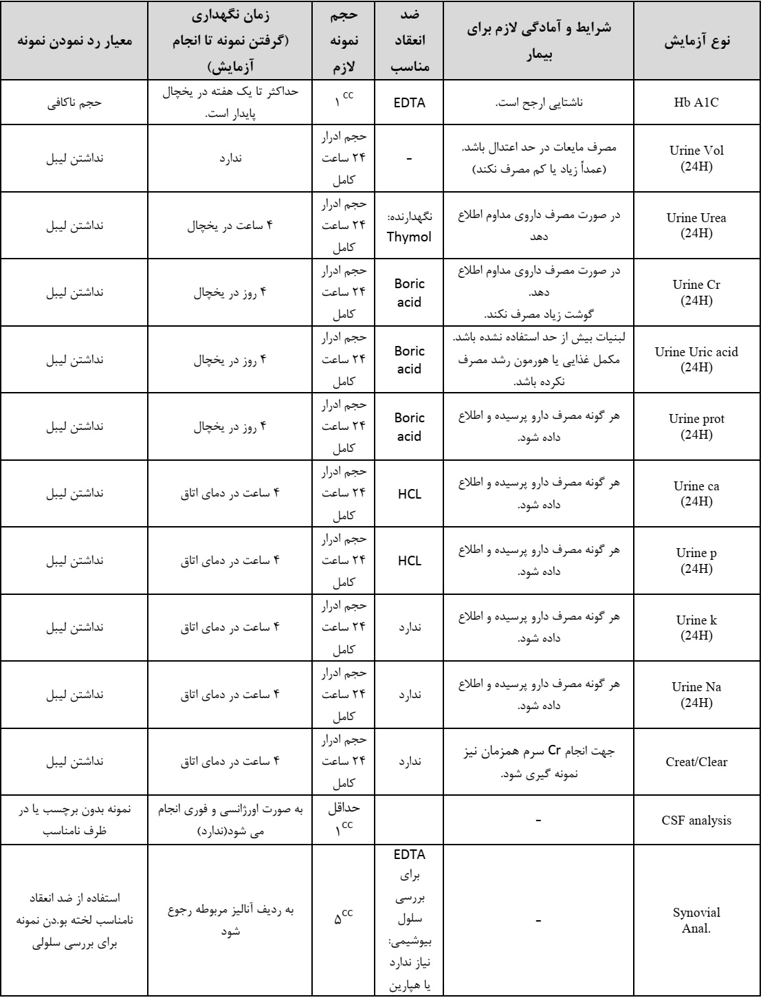 نوع آزمایش
شرایط و آمادگی لازم برای
بیمار
ضد
انعقاد
مناسب
حجم
نمونه
لازم
زمان نگهداری
(گرفتن نمونه تا انجام
آزمایش)
معیار رد نمودن نمونه
Hb A1C
ناشتایی ارجح است.
EDTA
۱ CC
حداکثر تا یک هفته در یخچال
پایدار است.
حجم ناکافی
Urine Vol
(24H)
مصرف مایعات در حد اعتدال باشد.
(عمداً زیاد یا کم مصرف نکند)
-
حجم ادرار
۲۴ ساعت
کامل
ندارد
نداشتن لیبل
Urine Urea
(24H)
در صورت مصرف داروی مداوم اطلاع
دهد
نگهدارنده:
Thymol
حجم ادرار
۲۴ ساعت
کامل
۴ ساعت در یخچال
نداشتن لیبل
Urine Cr
(24H)
در صورت مصرف داروی مداوم اطلاع
دهد.
گوشت زیاد مصرف نکند.
Boric
acid
حجم ادرار
۲۴ ساعت
کامل
۴ روز در یخچال
نداشتن لیبل
Urine Uric acid
(24H)
لبنیات بیش از حد استفاده نشده باشد.
مکمل غذایی یا هورمون رشد مصرف
نکرده باشد.
Boric
acid
حجم ادرار
۲۴ ساعت
کامل
۴ روز در یخچال
نداشتن لیبل
Urine prot
(24H)
هر گونه مصرف دارو پرسیده و اطلاع
داده شود.
Boric
acid
حجم ادرار
۲۴ ساعت
کامل
۴ روز در یخچال
نداشتن لیبل
Urine ca
(24H)
هر گونه مصرف دارو پرسیده و اطلاع
داده شود.
HCL
حجم ادرار
۲۴ ساعت
کامل
۴ ساعت در دمای اتاق
نداشتن لیبل
Urine p
(24H)
هر گونه مصرف دارو پرسیده و اطلاع
داده شود.
HCL
حجم ادرار
۲۴ ساعت
کامل
۴ ساعت در دمای اتاق
نداشتن لیبل
Urine k
(24H)
هر گونه مصرف دارو پرسیده و اطلاع
داده شود.
ندارد
حجم ادرار
۲۴ ساعت
کامل
۴ ساعت در دمای اتاق
نداشتن لیبل
Urine Na
(24H)
هر گونه مصرف دارو پرسیده و اطلاع
داده شود.
ندارد
حجم ادرار
۲۴ ساعت
کامل
۴ ساعت در دمای اتاق
نداشتن لیبل
Creat/Clear
جهت انجام Cr سرم همزمان نیز
نمونه گیری شود.
ندارد
حجم ادرار
۲۴ ساعت
کامل
۴ ساعت در دمای اتاق
نداشتن لیبل
CSF analysis
-
حداقل
۱CC
به صورت اورژانسی و فوری انجام
می شود(ندارد)
نمونه بدون برچسب یا در
ظرف نامناسب
Synovial
Anal.
-
EDTA
برای
بررسی
سلول
بیوشیمی:
نیاز ندارد
یا هپارین
۵CC
به ردیف آنالیز مربوطه رجوع
شود
استفاده از ضد انعقاد
نامناسب لخته بو.دن نمونه
برای بررسی سلولی